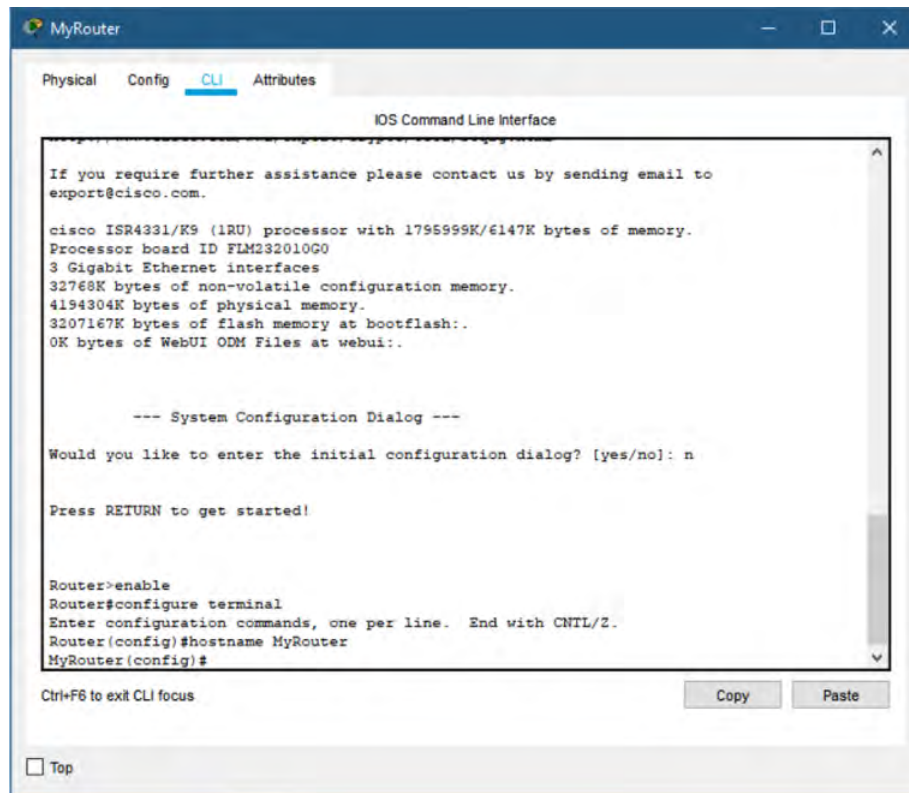 MyRouter
Physical Config CLI Attributes
IOS Command Line Interface
If you require further assistance please contact us by sending email to
export@cisco.com.
cisco ISR4331/K9 (1RU) processor with 1795999K/6147K bytes of memory.
Processor board ID FLM232010G0
3 Gigabit Ethernet interfaces
32768K bytes of non-volatile configuration memory.
4194304K bytes of physical memory.
3207167K bytes of flash memory at bootflash:.
0K bytes of WebUI ODM Files at webui:.
--- System Configuration Dialog ---
Would you like to enter the initial configuration dialog? [yes/no]: n
Press RETURN to get started!
Router>enable
Router#configure terminal
Enter configuration commands, one per line. End with CNTL/Z.
Router(config)#hostname MyRouter
MyRouter(config)#
Ctrl+F6 to exit CLI focus
Copy Paste
Top